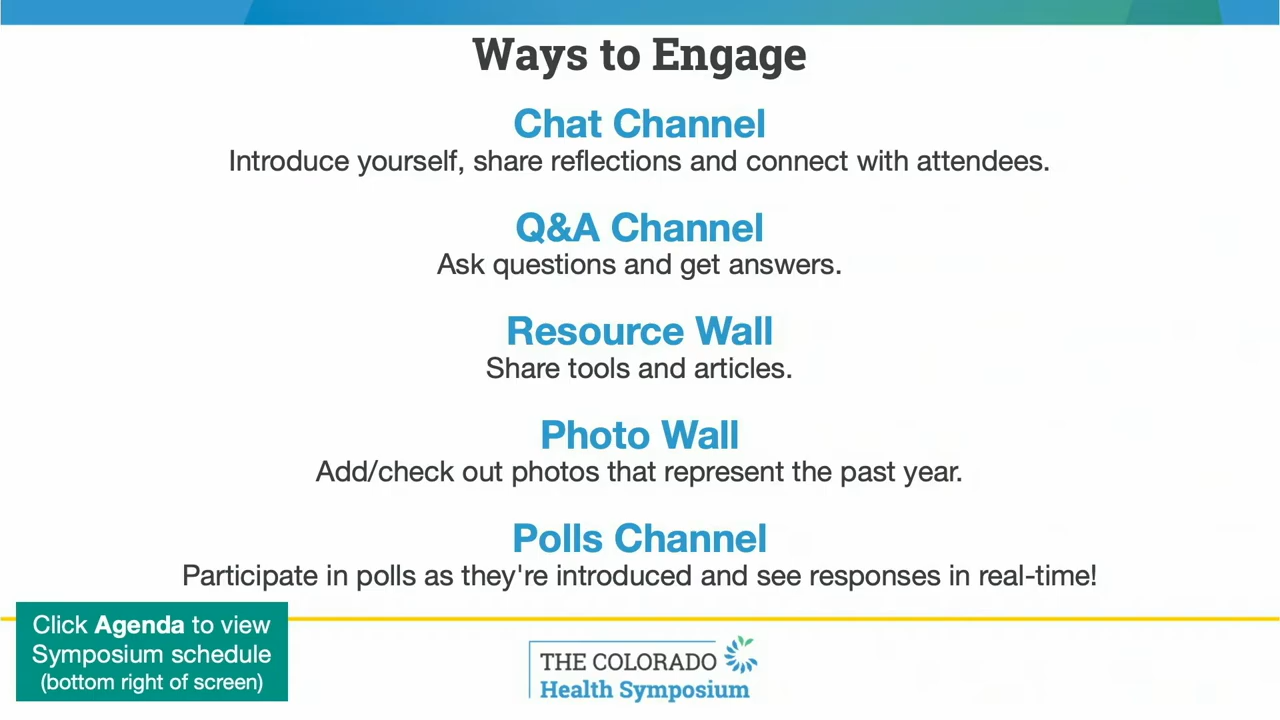 Ways to Engage
Chat Channel
Introduce yourself, share reflections and connect with attendees.
Q&A Channel
Ask questions and get answers.
Resource Wall
Share tools and articles.
Photo Wall
Add/check out photos that represent the past year.
Polls Channel
Participate in polls as they're introduced and see responses in real-time!
Click Agenda to view
Symposium schedule
(bottom right of screen)
THE COLORADO
Health Symposium